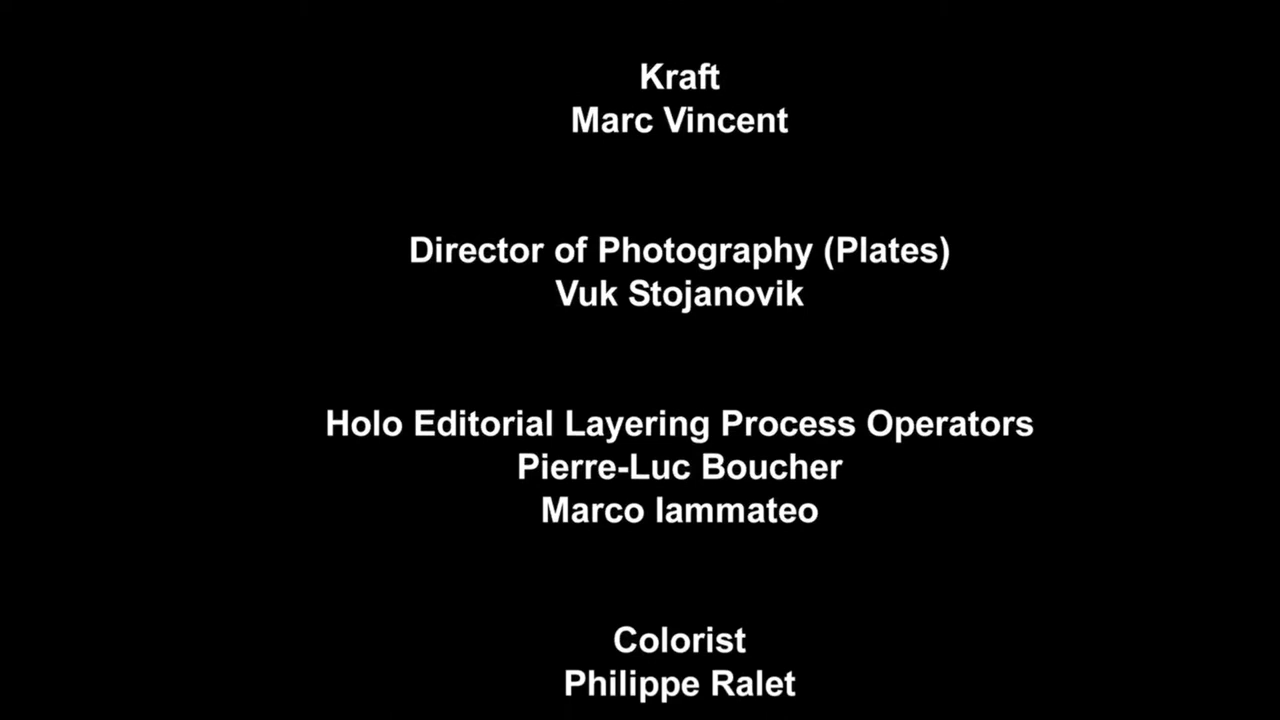 Kraft
Marc Vincent
Director of Photography (Plates)
Vuk Stojanovik
Holo Editorial Layering Process Operators
Pierre-Luc Boucher
Marco Iammateo
Colorist
Philippe Ralet